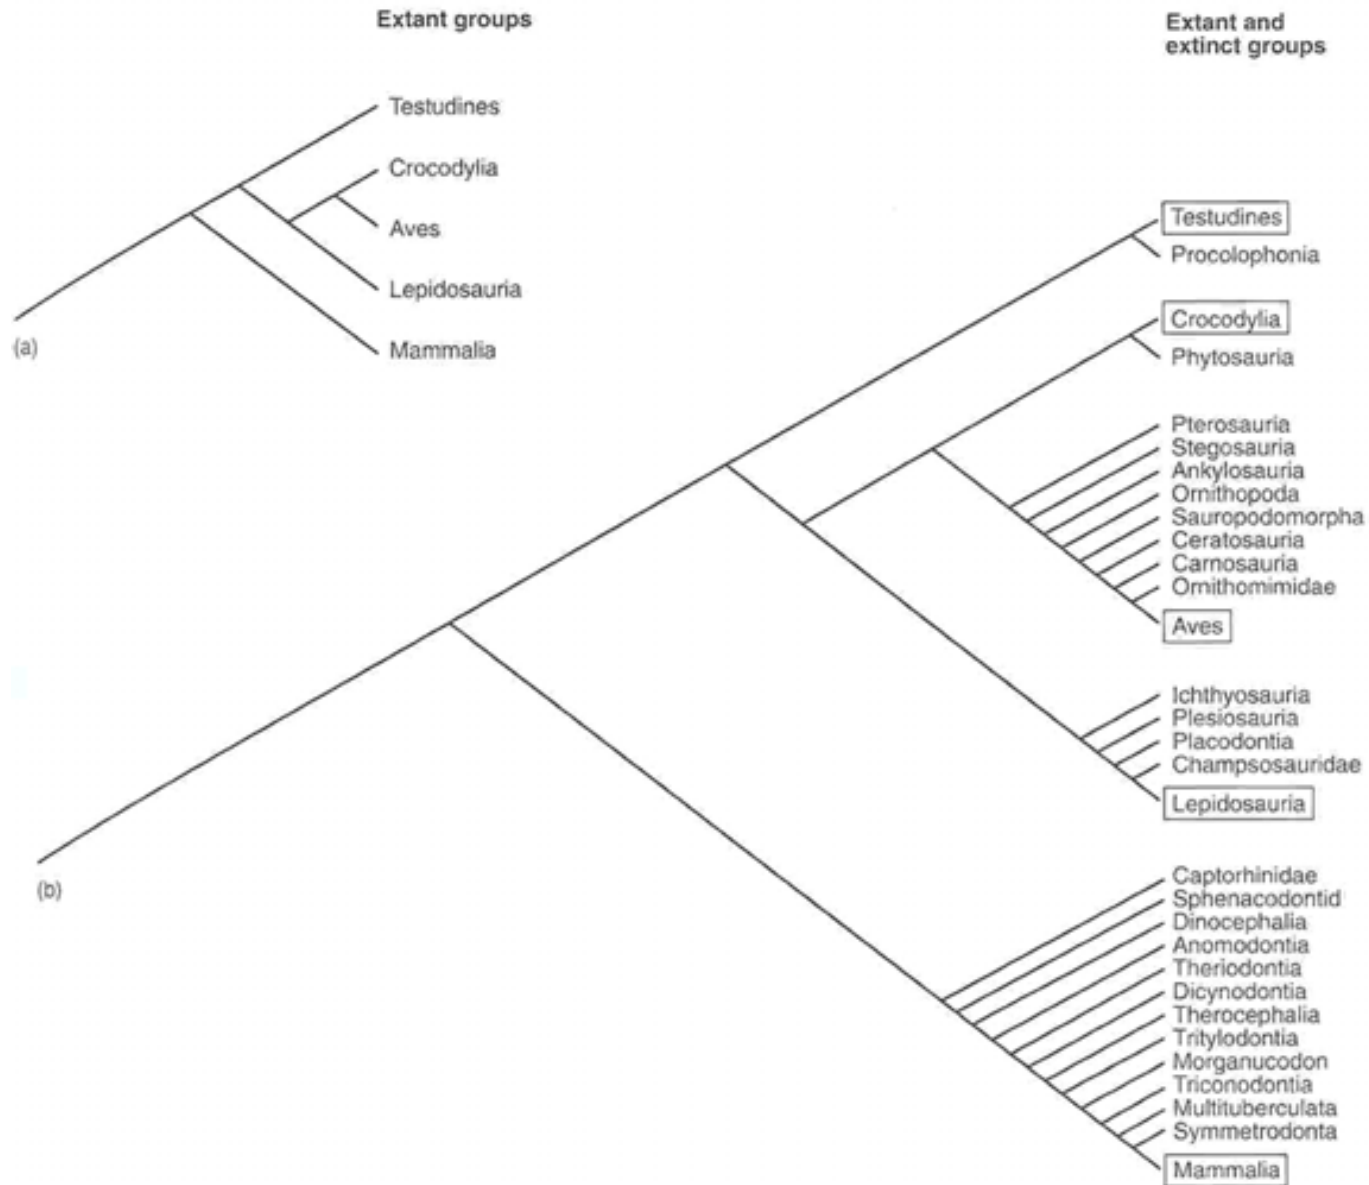 Extant groups
Testudines
Crocodylia
Aves
Lepidosauria
Mammalia
(a)
Extant and
extinct groups
Testudines
Procolophonia
Crocodylia
Phytosauria
Pterosauria
Stegosauria
Ankylosauria
Ornithopoda
Sauropodomorpha
Ceratosauria
Carnosauria
Ornithomimidae
Aves
Ichthyosauria
Plesiosauria
Placodontia
Champsosauridae
Lepidosauria
Captorhinidae
Sphenacodontid
Dinocephalia
Anomodontia
Theriodontia
Dicynodontia
Therocephalia
Tritylodontia
Morganucodon
Triconodontia
Multituberculata
Symmetrodonta
Mammalia
(b)